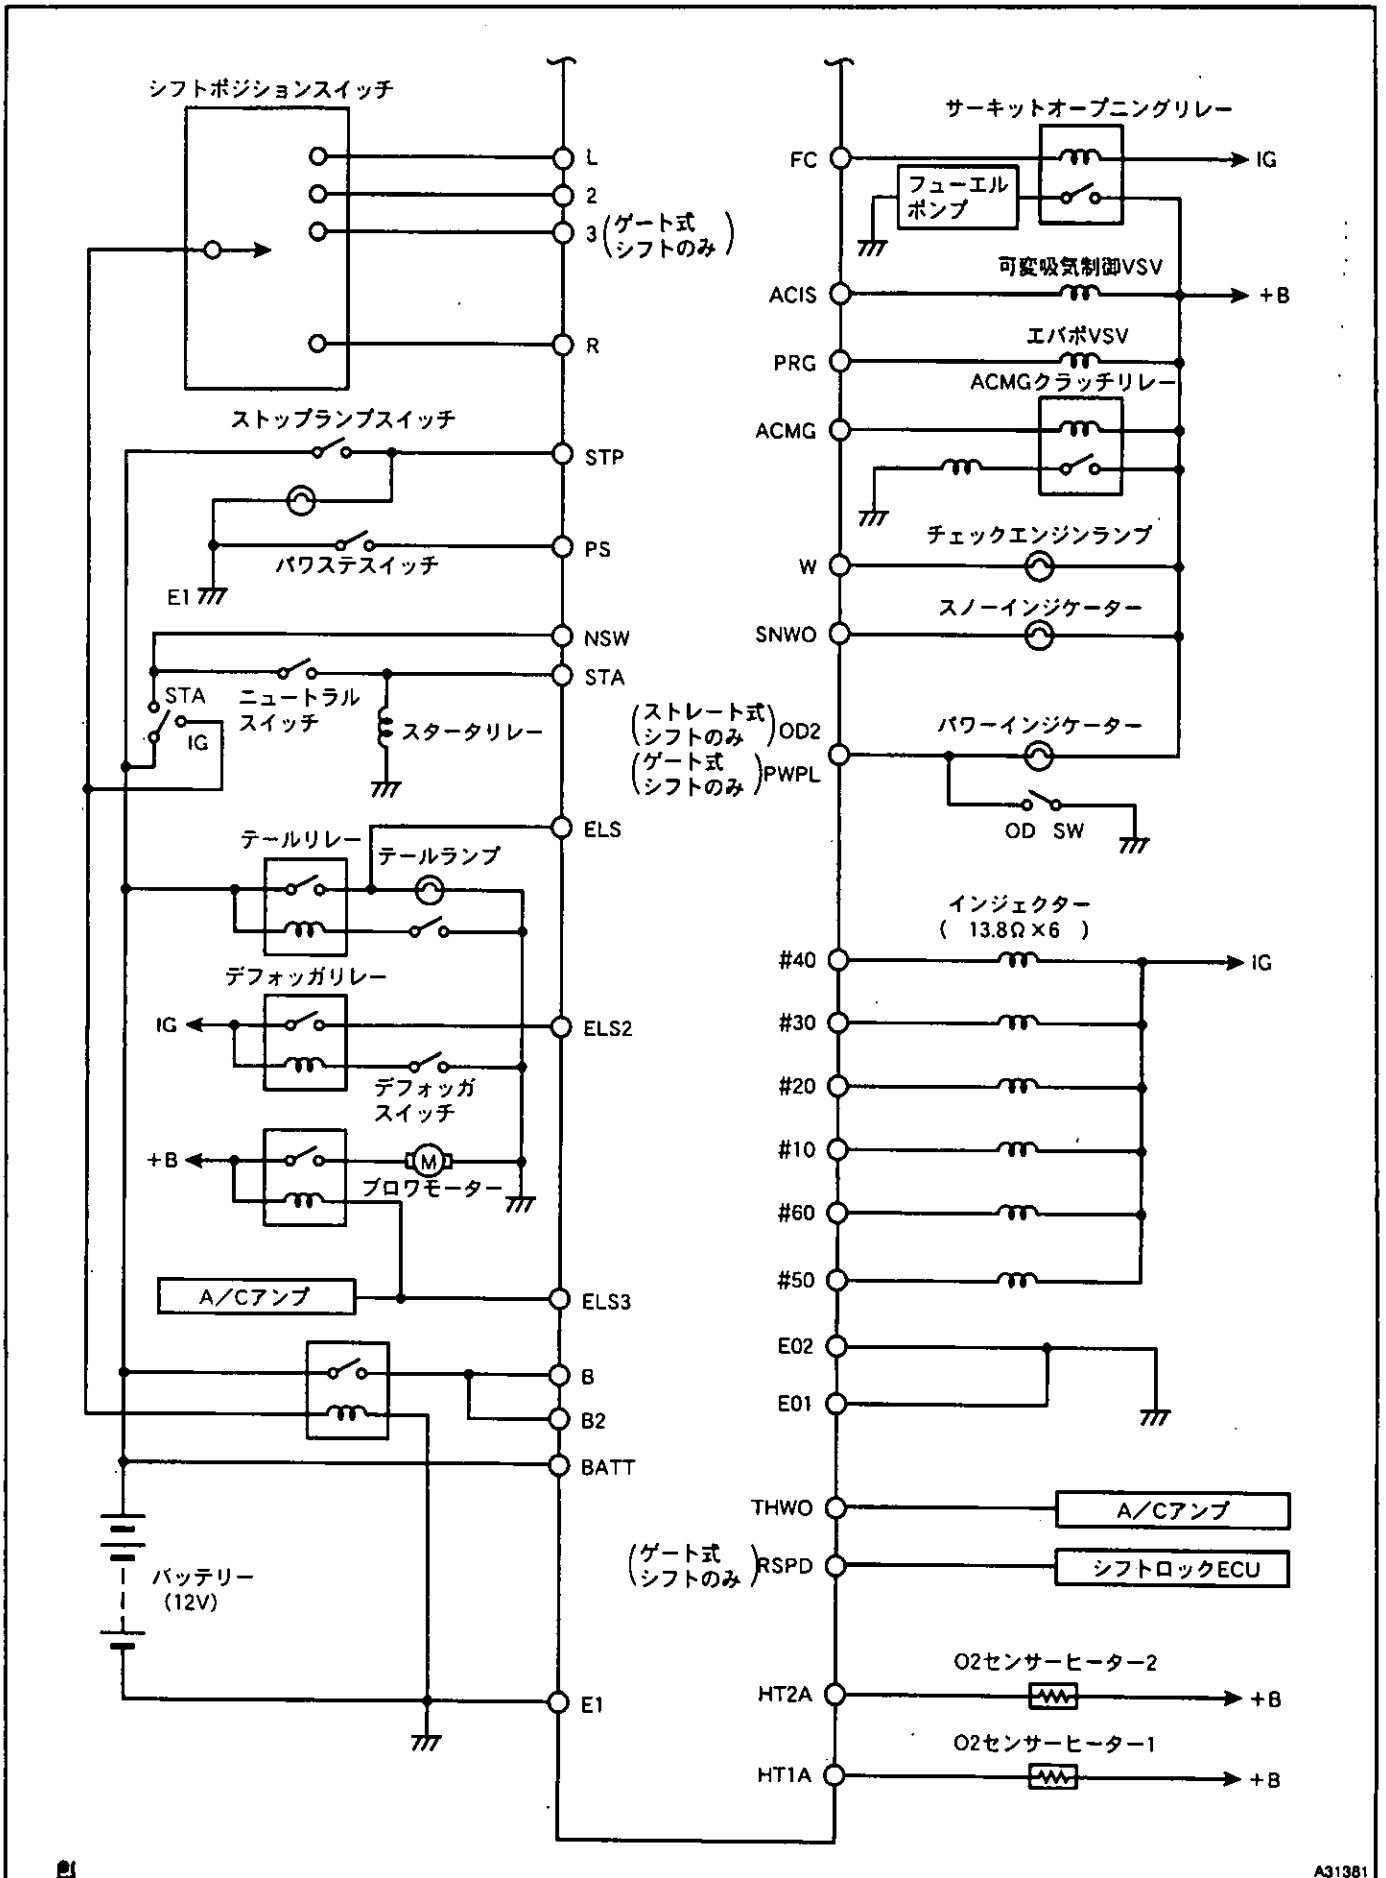 シフトポジションスイッチ
L
2
3(ゲート式
シフトのみ)
R
ストップランプスイッチ
STP
PS
パワステスイッチ
E1
NSW
STA
STA
IG
ニュートラル
スイッチ
スタータリレー
ELS
テールリレー
テールランプ
デフォッガリレー
IG
ELS2
デフォッガ
スイッチ
+B
M
ブロワモーター
A/Cアンプ
ELS3
B
B2
BATT
バッテリー
(12V)
E1
サーキットオープニングリレー
FC
IG
フューエル
ポンプ
可変吸気制御VSV
ACIS
+B
エバポVSV
PRG
ACMGクラッチリレー
ACMG
チェックエンジンランプ
W
スノーインジケーター
SNWO
(ストレート式
シフトのみ)OD2
(ゲート式
シフトのみ)PWPL
パワーインジケーター
OD SW
インジェクター
( 13.8Ω×6 )
#40
IG
#30
#20
#10
#60
#50
E02
E01
THWO
A/Cアンプ
(ゲート式
シフトのみ)RSPD
シフトロックECU
O2センサーヒーター2
HT2A
+B
O2センサーヒーター1
HT1A
+B
A31381